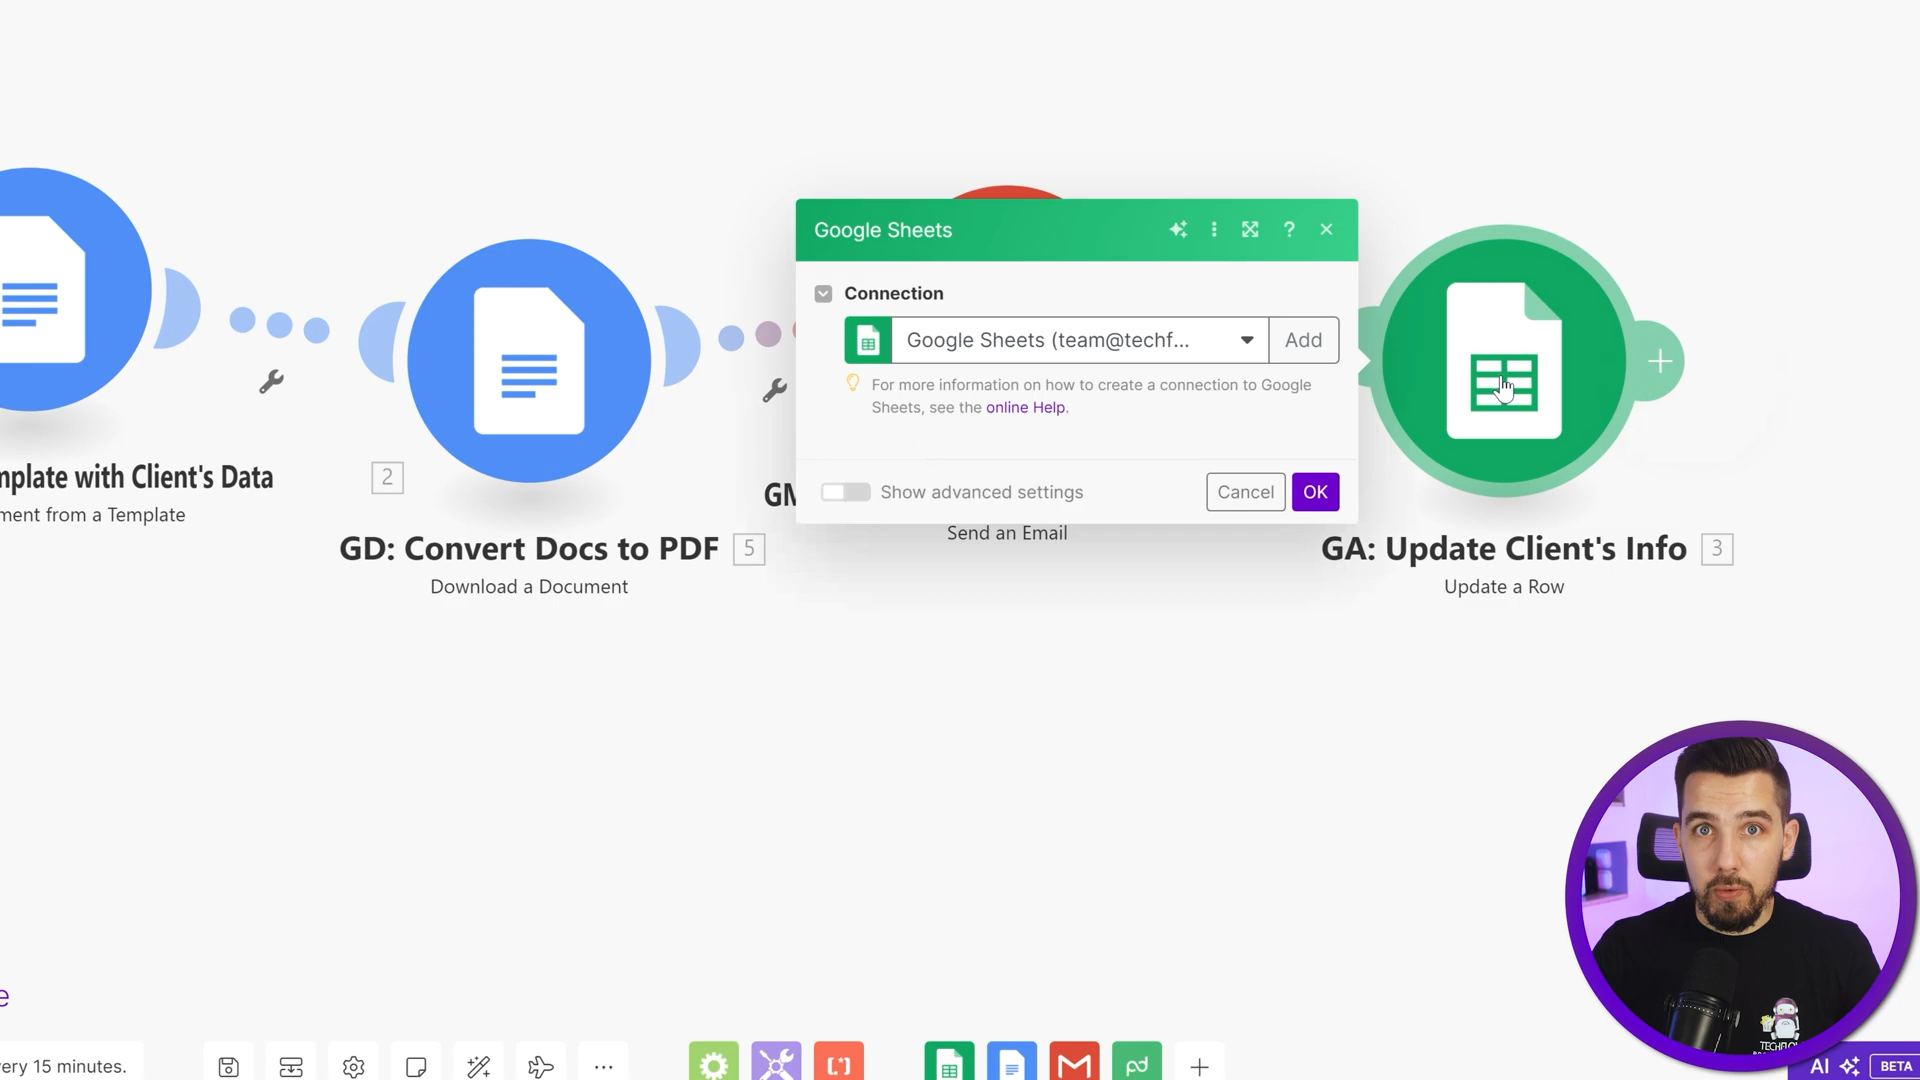 Google Sheets
?
Connection
Google Sheets (team@techf...
Add
For more information on how to create a connection to Google
Sheets, see the online Help.
Show advanced settings
Cancel
OK
mplate with Client's Data
2
ment from a Template
GD: Convert Docs to PDF
5
Download a Document
GM
Send an Email
GA: Update Client's Info
3
Update a Row
e
very 15 minutes.
AI
BETA
TECHFLOW